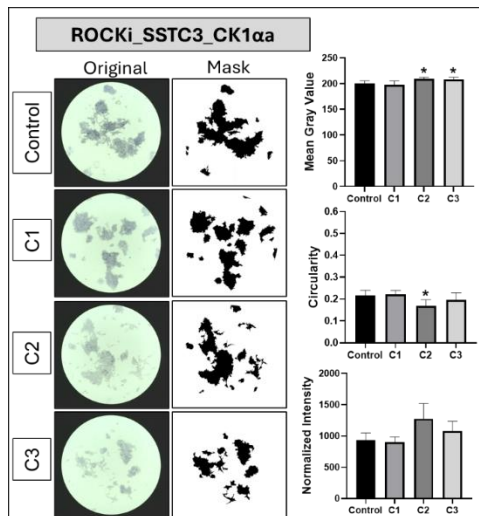 ROCKi_SSTC3_CK1αa
Original Mask
Control
C1
C2
C3
Mean Gray Value
250
200
150
100
50
0
* *
Control C1 C2 C3
Circularity
0.6
0.5
0.4
0.3
0.2
0.1
0.0
*
Control C1 C2 C3
Normalized Intensity
2000
1500
1000
500
0
Control C1 C2 C3